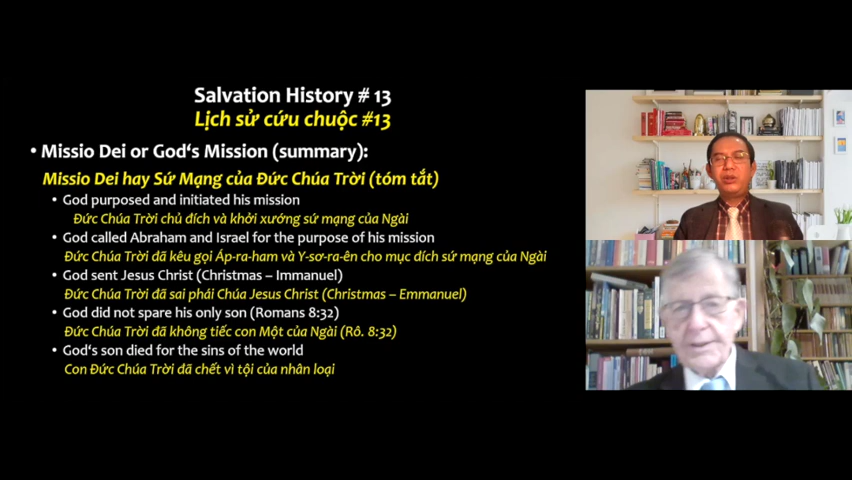 Salvation History # 13
Lịch sử cứu chuộc #13
• Missio Dei or God‘s Mission (summary):
Missio Dei hay Sứ Mạng của Đức Chúa Trời (tóm tắt)
• God purposed and initiated his mission
Đức Chúa Trời chủ đích và khởi xướng sứ mạng của Ngài
• God called Abraham and Israel for the purpose of his mission
Đức Chúa Trời đã kêu gọi Áp-ra-ham và Y-sơ-ra-ên cho mục đích sứ mạng của Ngài
• God sent Jesus Christ (Christmas – Immanuel)
Đức Chúa Trời đã sai phái Chúa Jesus Christ (Christmas – Emmanuel)
• God did not spare his only son (Romans 8:32)
Đức Chúa Trời đã không tiếc con Một của Ngài (Rô. 8:32)
• God‘s son died for the sins of the world
Con Đức Chúa Trời đã chết vì tội của nhân loại